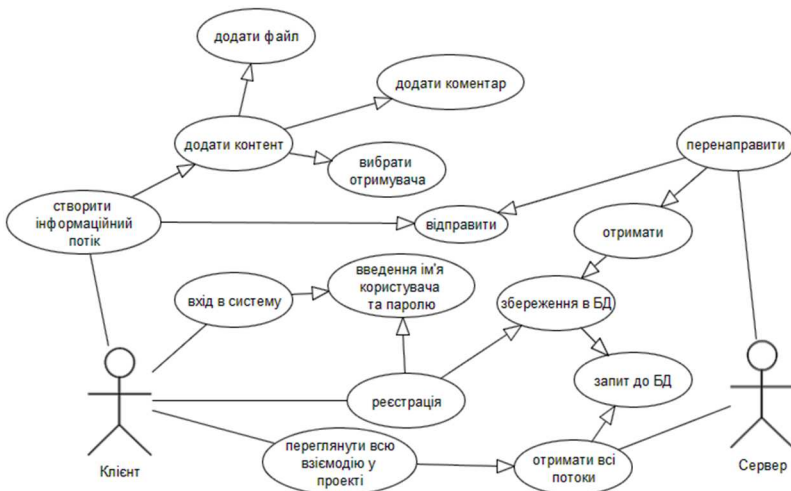 додати файл
додати коментар
додати контент
перенаправити
вибрати
отримувача
створити
інформаційний
потік
відправити
отримати
введення ім'я
користувача
та паролю
вхід в систему
збереження в БД
запит до БД
реєстрація
переглянути всю
взіємодію у
проекті
отримати всі
потоки
Клієнт
Сервер